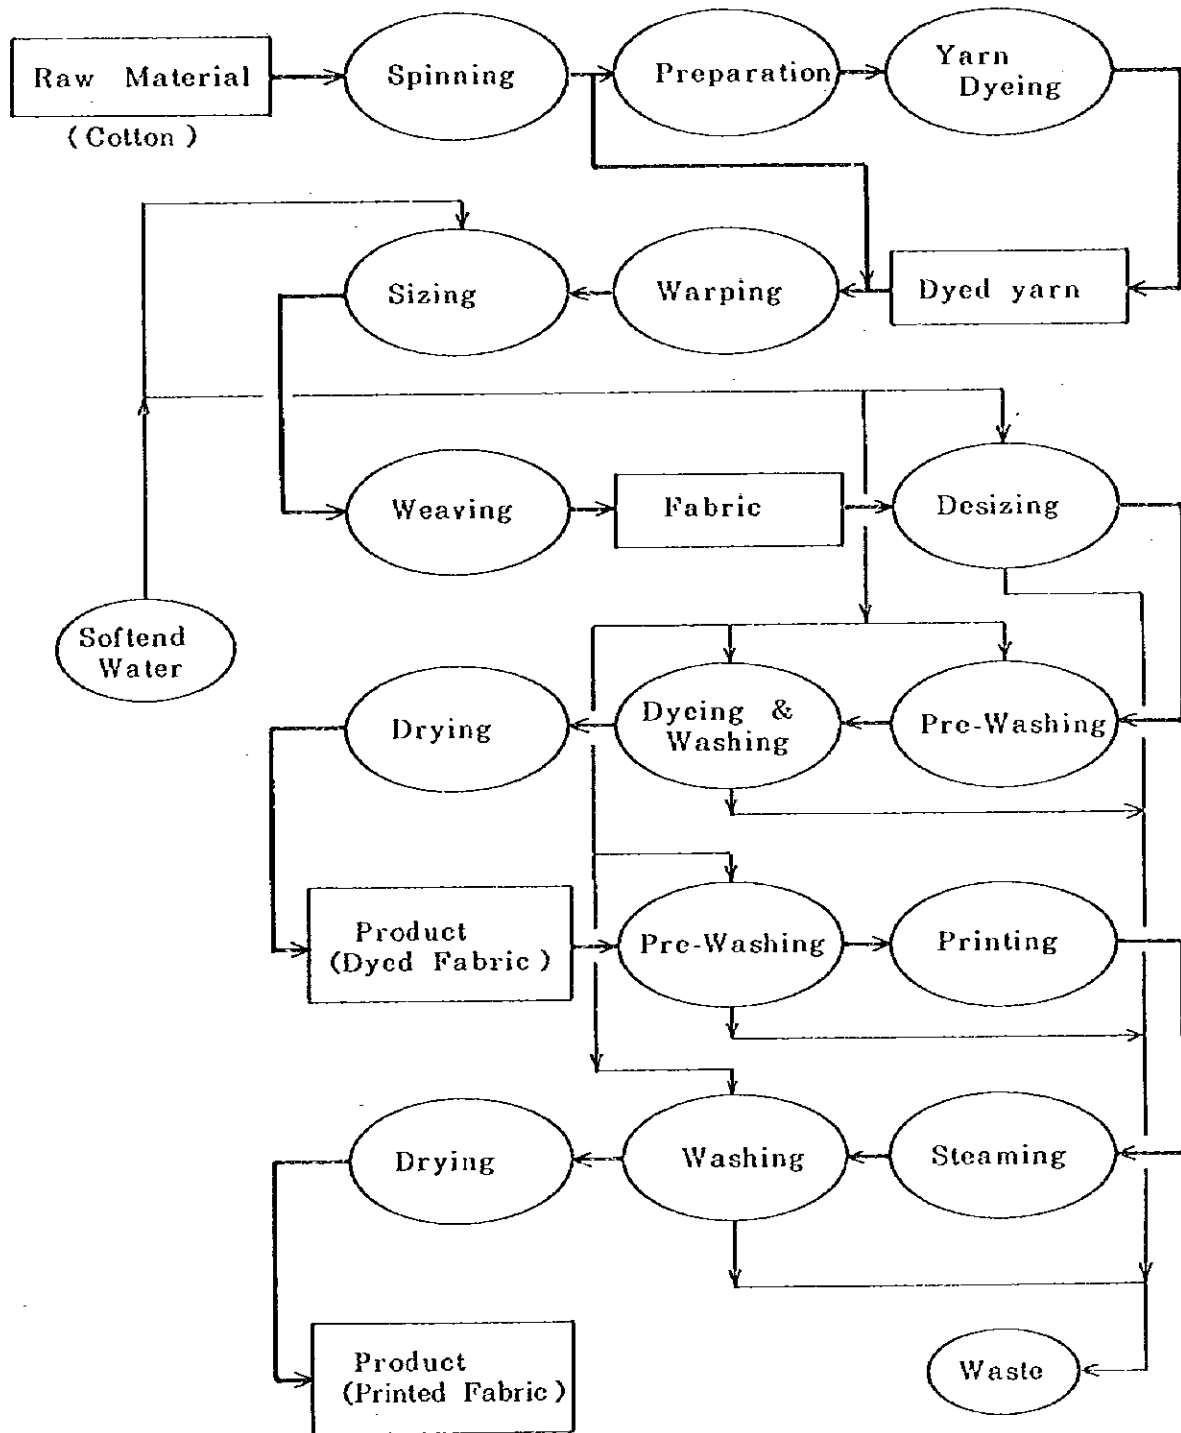 Raw Material
(Cotton)
Spinning
Preparation
Yarn
Dyeing
Sizing
Warping
Dyed yarn
Weaving
Fabric
Desizing
Softend
Water
Drying
Dyeing &
Washing
Pre-Washing
Product
(Dyed Fabric)
Pre-Washing
Printing
Drying
Washing
Steaming
Product
(Printed Fabric)
Waste